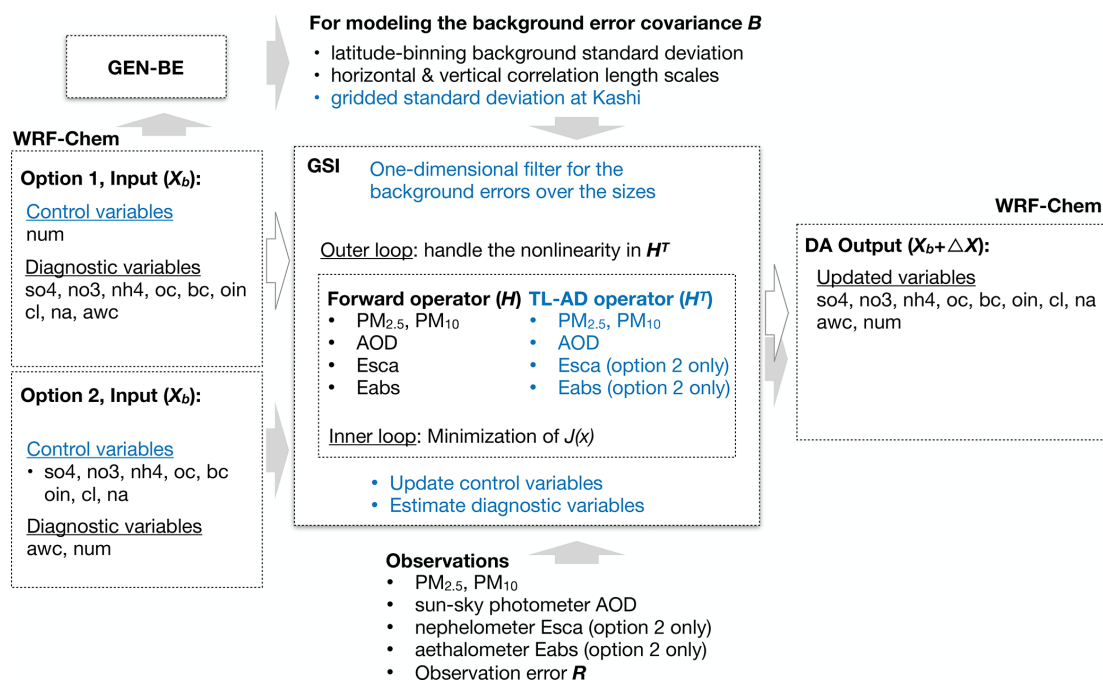 GEN-BE
For modeling the background error covariance B
• latitude-binning background standard deviation
• horizontal & vertical correlation length scales
• gridded standard deviation at Kashi
WRF-Chem
Option 1, Input (Xb):
Control variables
num
Diagnostic variables
so4, no3, nh4, oc, bc, oin
cl, na, awc
Option 2, Input (Xb):
Control variables
• so4, no3, nh4, oc, bc
oin, cl, na
Diagnostic variables
awc, num
GSI
One-dimensional filter for the
background errors over the sizes
Outer loop: handle the nonlinearity in Hᵀ
Forward operator (H)
• PM₂.₅, PM₁₀
• AOD
• Esca
• Eabs
TL-AD operator (Hᵀ)
• PM₂.₅, PM₁₀
• AOD
• Esca (option 2 only)
• Eabs (option 2 only)
Inner loop: Minimization of J(x)
• Update control variables
• Estimate diagnostic variables
Observations
• PM₂.₅, PM₁₀
• sun-sky photometer AOD
• nephelometer Esca (option 2 only)
• aethalometer Eabs (option 2 only)
• Observation error R
WRF-Chem
DA Output (Xb+△X):
Updated variables
so4, no3, nh4, oc, bc, oin, cl, na
awc, num